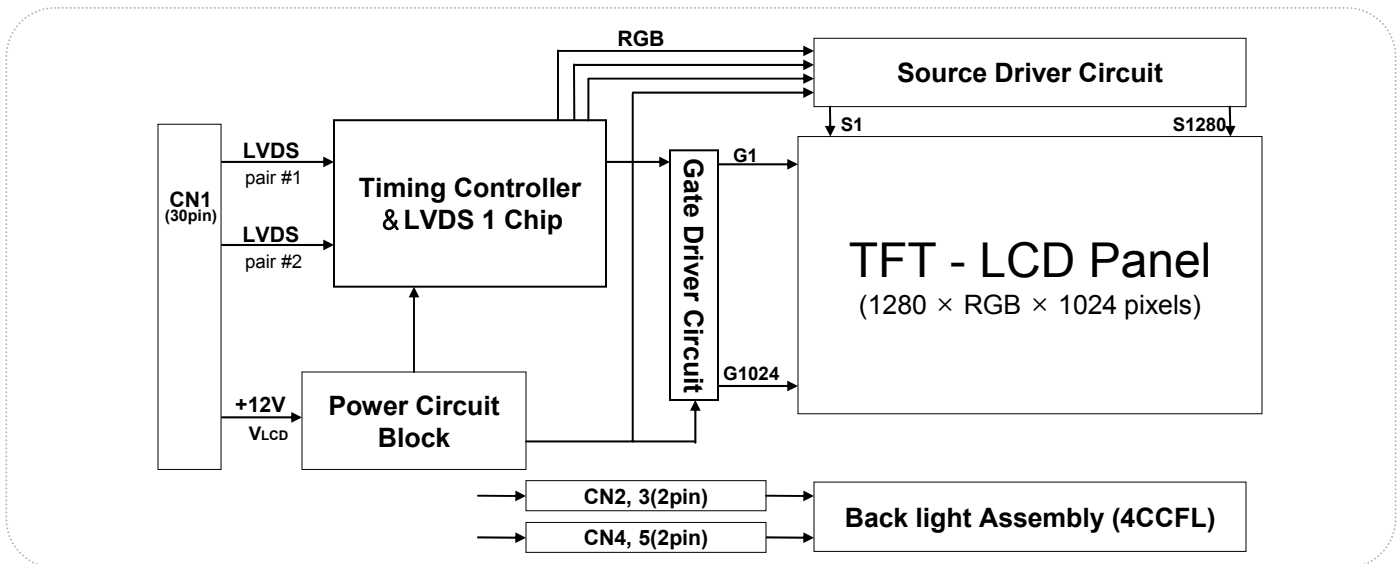 RGB
Source Driver Circuit
S1
S1280
CN1
(30pin)
LVDS
pair #1
LVDS
pair #2
Timing Controller
&LVDS 1 Chip
Gate Driver Circuit
G1
G1024
TFT - LCD Panel
(1280 × RGB × 1024 pixels)
+12V
VLCD
Power Circuit
Block
CN2, 3(2pin)
CN4, 5(2pin)
Back light Assembly (4CCFL)